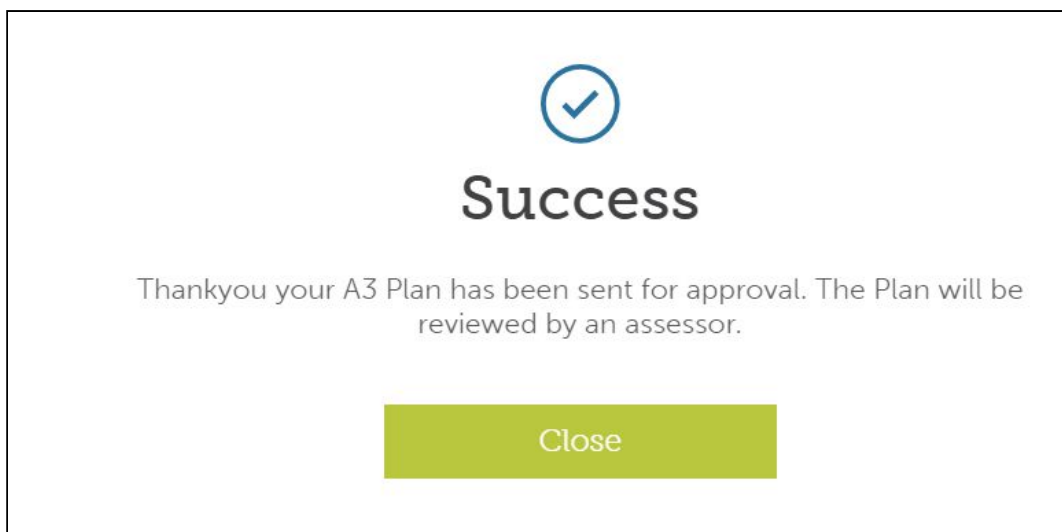 Success
Thankyou your A3 Plan has been sent for approval. The Plan will be
reviewed by an assessor.
Close